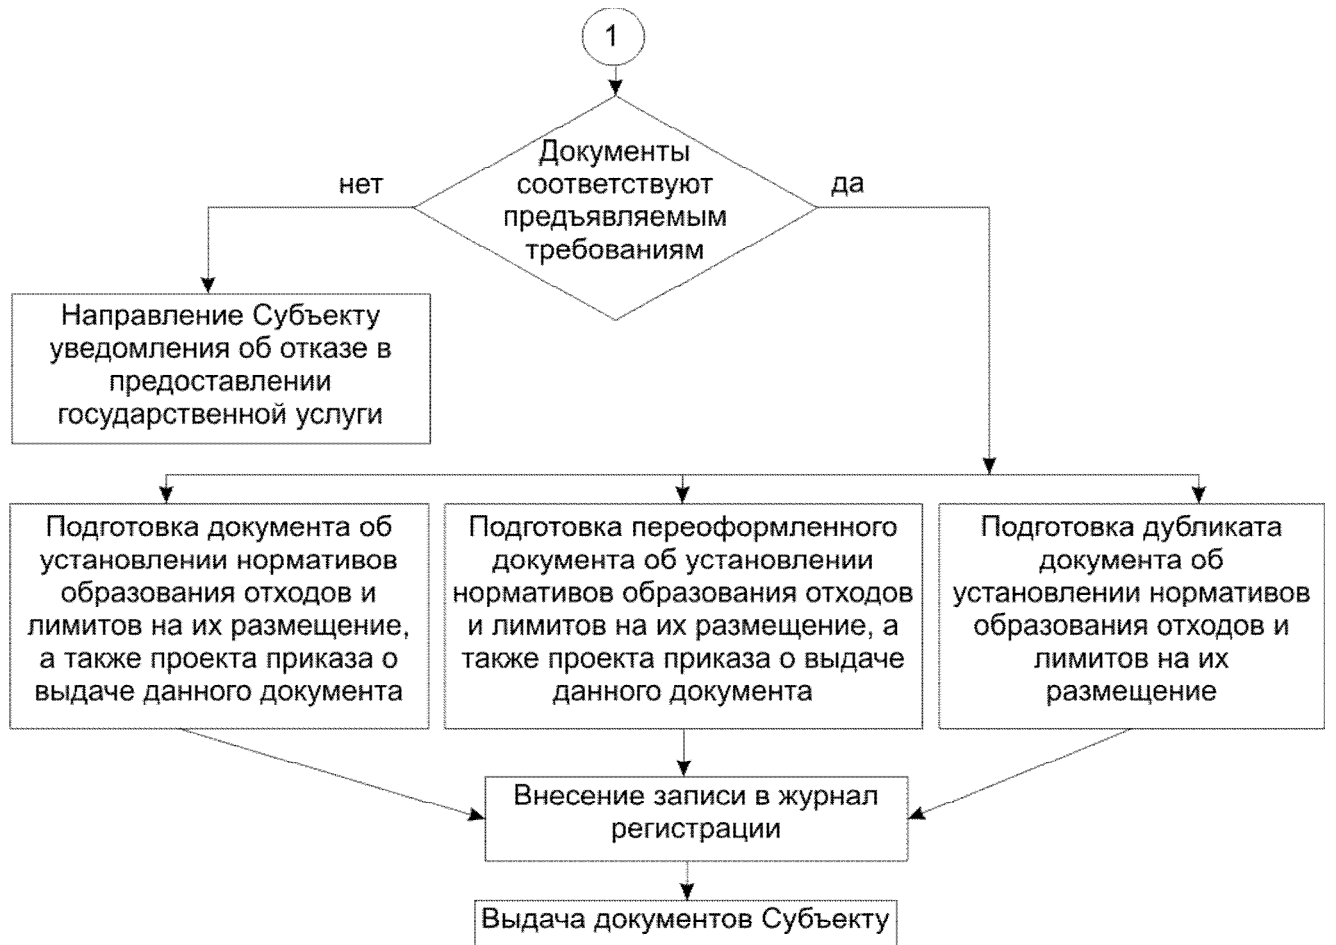 1
Документы
соответствуют
предъявляемым
требованиям
нет
да
Направление Субъекту
уведомления об отказе в
предоставлении
государственной услуги
Подготовка документа об
установлении нормативов
образования отходов и
лимитов на их размещение,
а также проекта приказа о
выдаче данного документа
Подготовка переоформленного
документа об установлении
нормативов образования отходов
и лимитов на их размещение, а
также проекта приказа о выдаче
данного документа
Подготовка дубликата
документа об
установлении нормативов
образования отходов и
лимитов на их
размещение
Внесение записи в журнал
регистрации
Выдача документов Субъекту